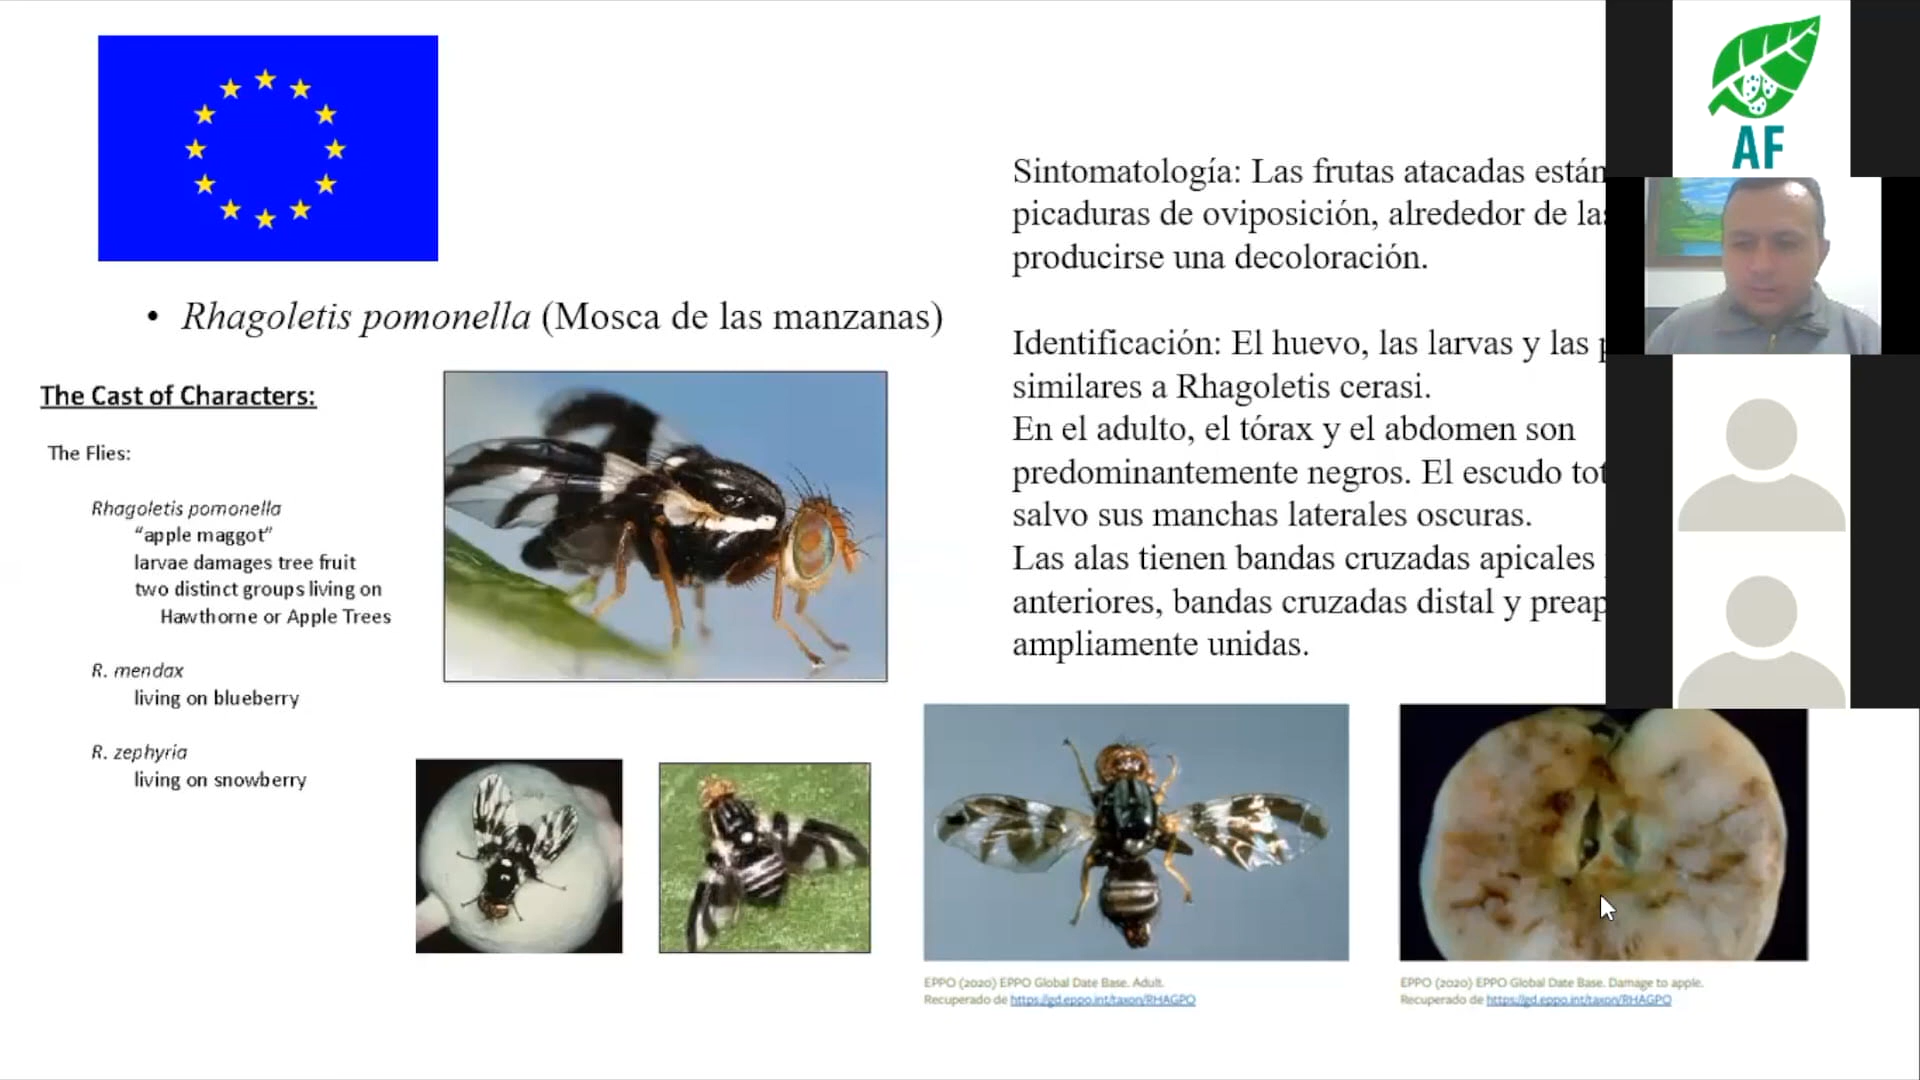 • Rhagoletis pomonella (Mosca de las manzanas)
The Cast of Characters:
The Flies:
Rhagoletis pomonella
“apple maggot”
larvae damages tree fruit
two distinct groups living on
Hawthorne or Apple Trees
R. mendax
living on blueberry
R. zephyria
living on snowberry
Sintomatología: Las frutas atacadas están
picaduras de oviposición, alrededor de
producirse una decoloración.
Identificación: El huevo, las larvas y las
similares a Rhagoletis cerasi.
En el adulto, el tórax y el abdomen son
predominantemente negros. El escudo
salvo sus manchas laterales oscuras.
Las alas tienen bandas cruzadas apicales
anteriores, bandas cruzadas distal y
ampliamente unidas.
EPPO (2020) EPPO Global Date Base. Adult.
Recuperado de https://gd.eppo.int/taxon/RHAGPO
EPPO (2020) EPPO Global Date Base. Damage to apple.
Recuperado de https://gd.eppo.int/taxon/RHAGPO
AF